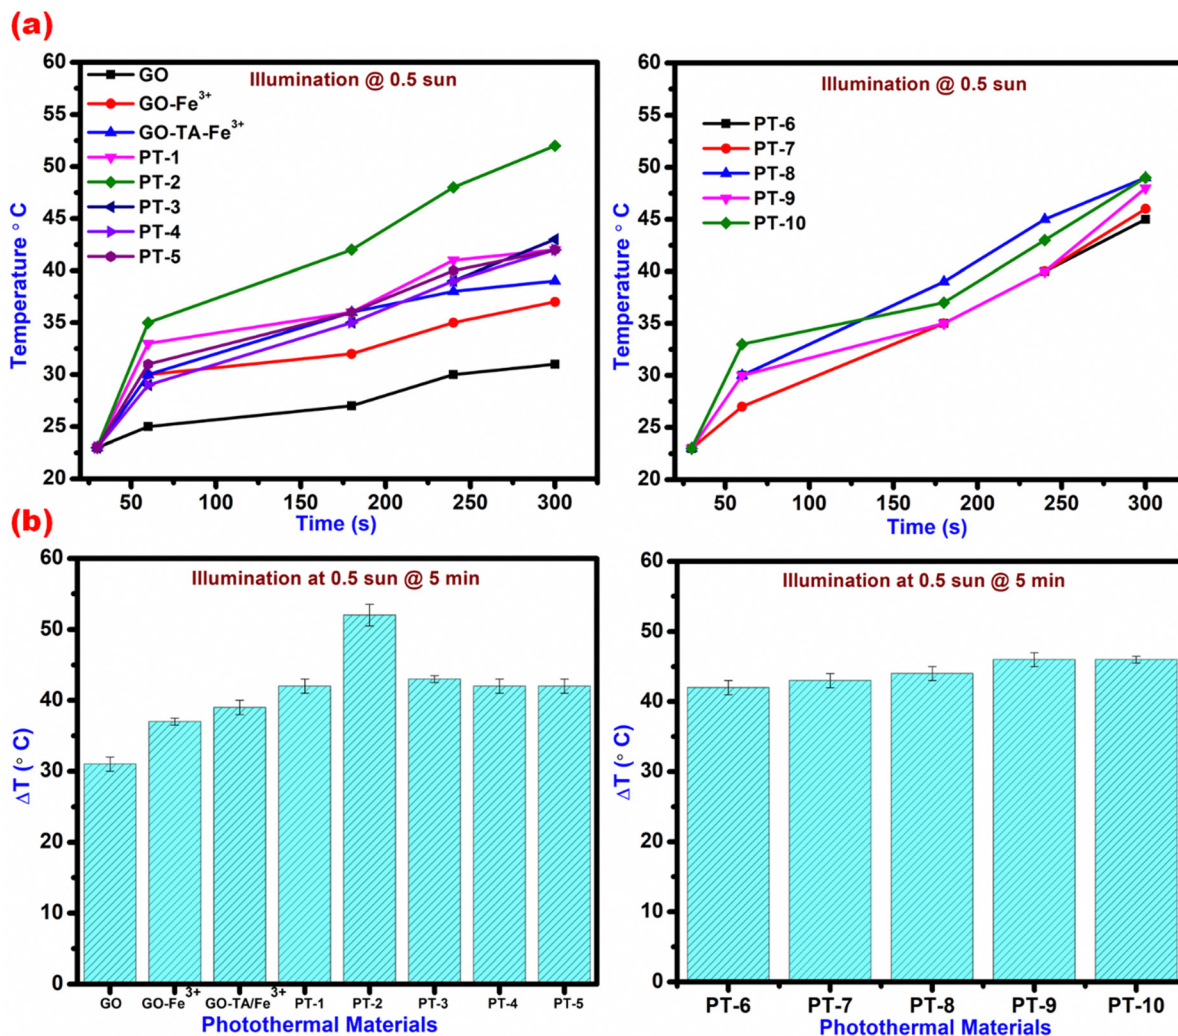 (a)
60
55
50
45
40
35
30
25
20
Temperature ° C
Illumination @ 0.5 sun
GO
GO-Fe³⁺
GO-TA-Fe³⁺
PT-1
PT-2
PT-3
PT-4
PT-5
50 100 150 200 250 300
Time (s)
60
55
50
45
40
35
30
25
20
Temperature ° C
Illumination @ 0.5 sun
PT-6
PT-7
PT-8
PT-9
PT-10
50 100 150 200 250 300
Time (s)
(b)
60
50
40
30
20
10
0
ΔT (° C)
Illumination at 0.5 sun @ 5 min
GO GO-Fe³⁺ GO-TA/Fe³⁺ PT-1 PT-2 PT-3 PT-4 PT-5
Photothermal Materials
60
50
40
30
20
10
0
ΔT (° C)
Illumination at 0.5 sun @ 5 min
PT-6 PT-7 PT-8 PT-9 PT-10
Photothermal Materials